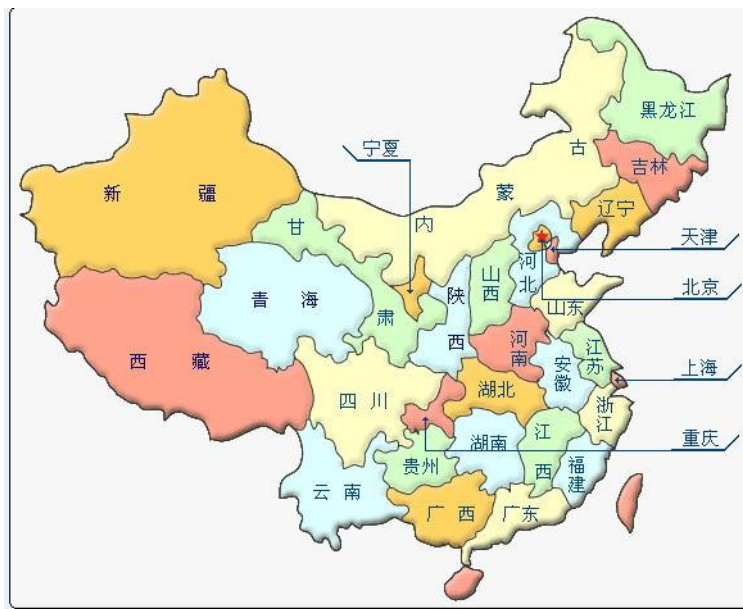 黑龙江
吉林
辽宁
内
蒙
古
宁夏
新 疆
甘
肃
天津
北京
河
北
山
西
陕
西
青 海
山东
西 藏
河
南
江
苏
安
徽
上海
四 川
湖北
浙
江
重庆
湖南
江
西
贵州
福
建
云 南
广 西
广东